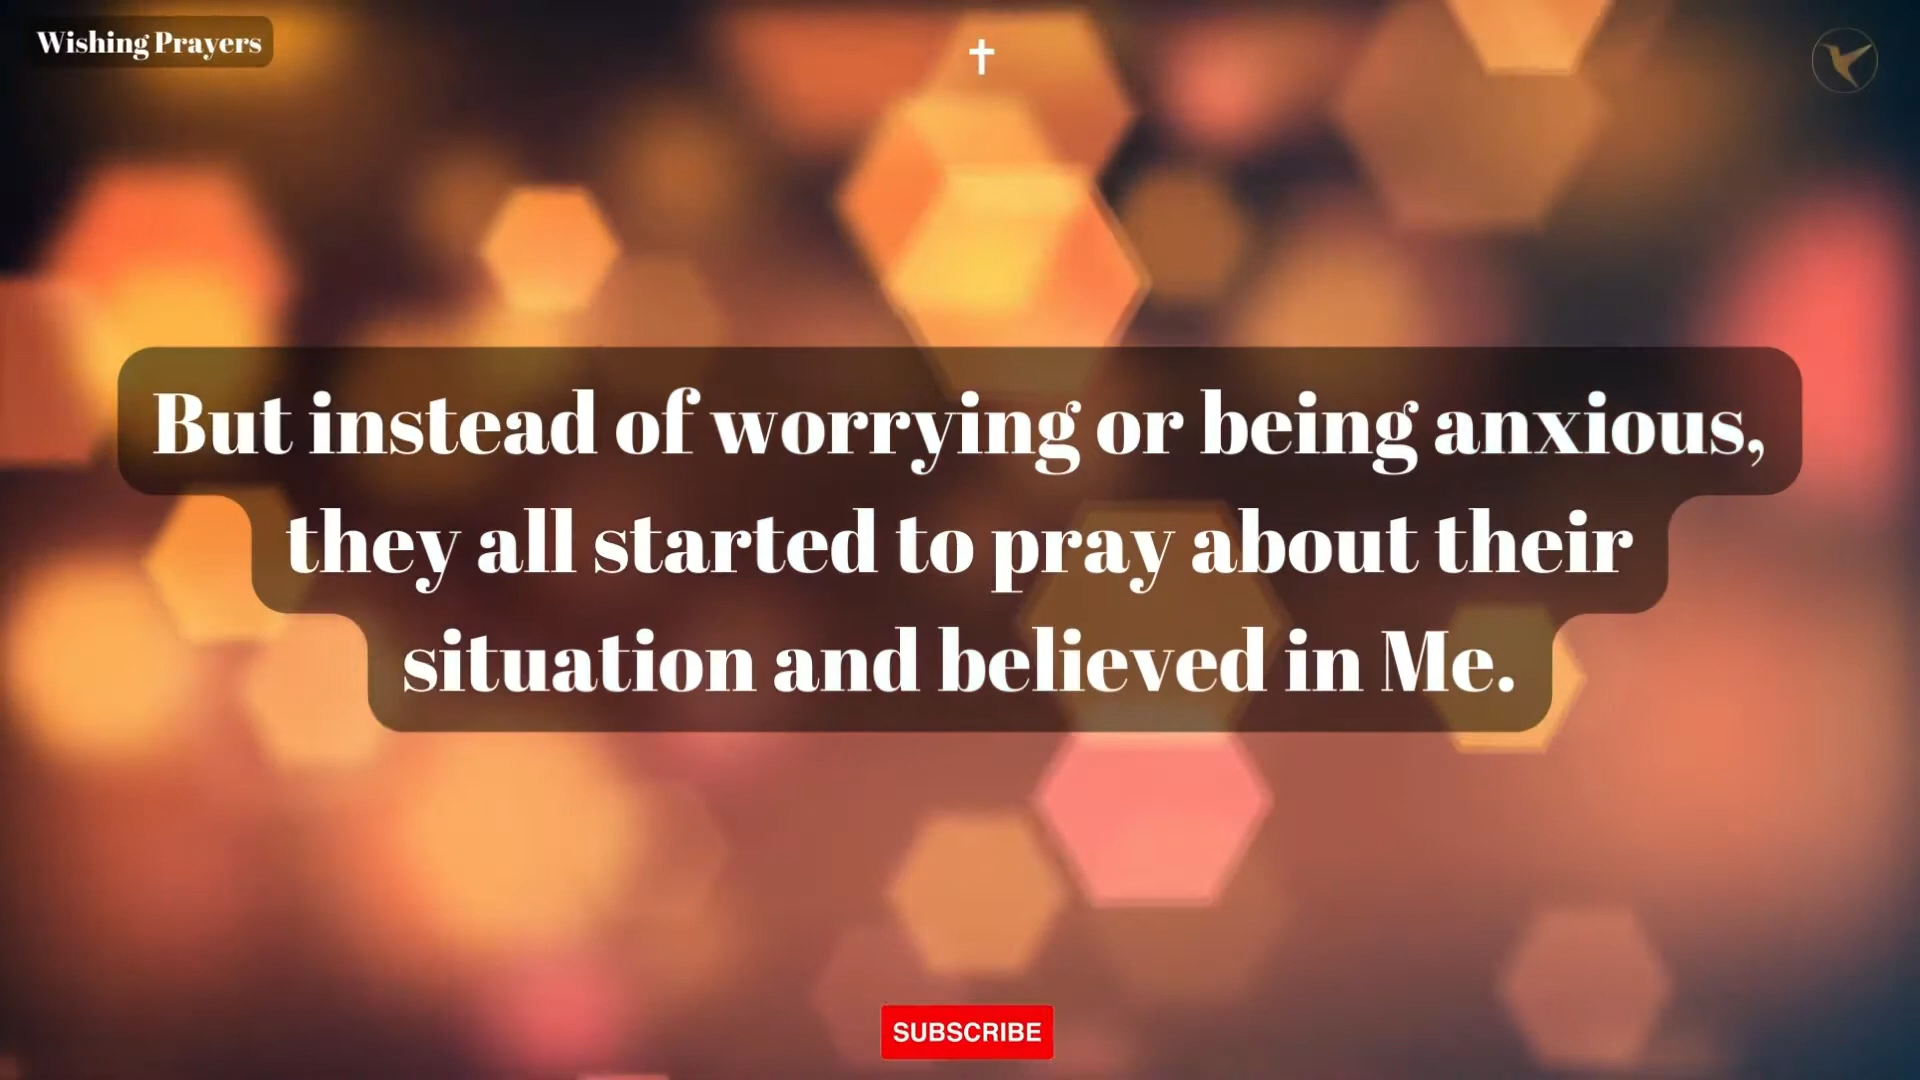 Wishing Prayers
But instead of worrying or being anxious,
they all started to pray about their
situation and believed in Me.
SUBSCRIBE